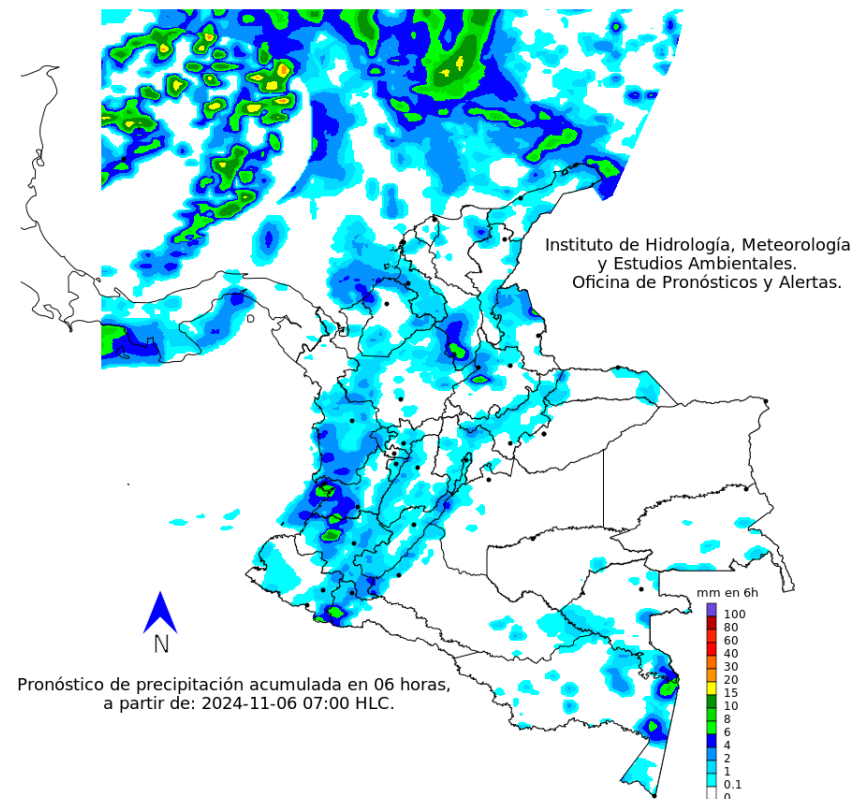 Instituto de Hidrología, Meteorología
y Estudios Ambientales.
Oficina de Pronósticos y Alertas.
N
Pronóstico de precipitación acumulada en 06 horas,
a partir de: 2024-11-06 07:00 HLC.
mm en 6h
100
80
60
40
30
20
15
10
8
6
4
2
1
0.1
0